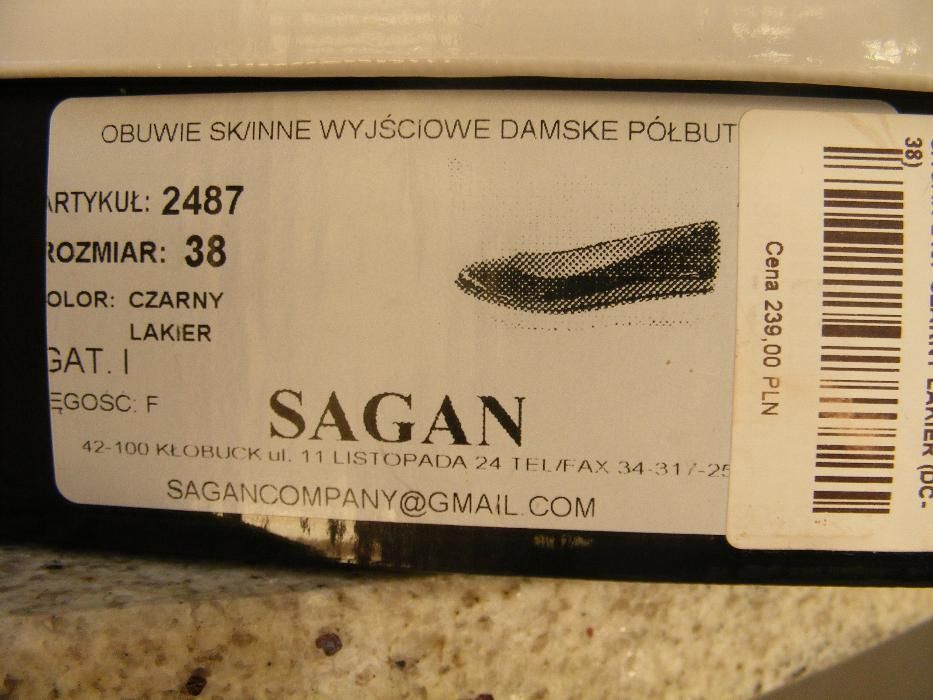 OBUWIE SK/INNE WYJŚCIOWE DAMSKE PÓŁBUT
ARTYKUŁ: 2487
ROZMIAR: 38
OLOR: CZARNY
LAKIER
GAT. I
ĘGOŚĆ: F
SAGAN
42-100 KŁOBUCK ul. 11 LISTOPADA 24 TEL/FAX 34-317-25
SAGANCOMPANY@GMAIL.COM
Cena 239,00 PLN
38)
LAKIER (DC-